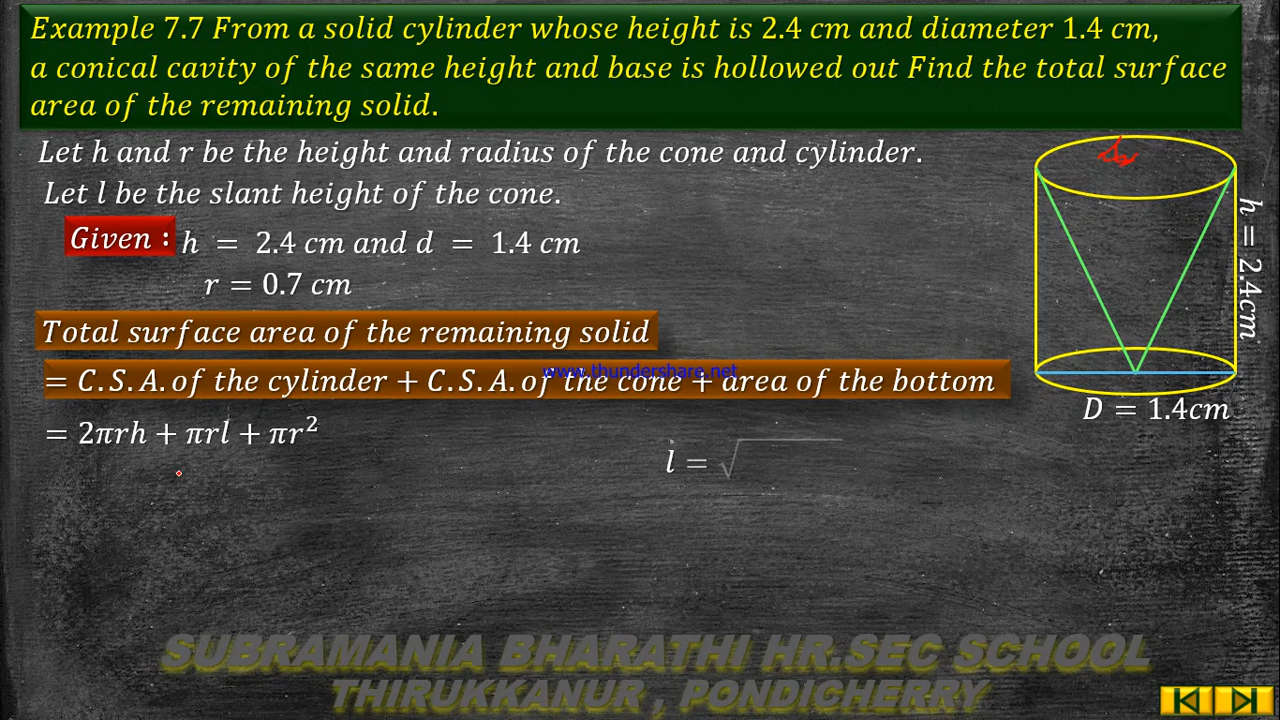 Example 7.7 From a solid cylinder whose height is 2.4 cm and diameter 1.4 cm,
a conical cavity of the same height and base is hollowed out Find the total surface
area of the remaining solid.
Let h and r be the height and radius of the cone and cylinder.
Let l be the slant height of the cone.
Given : h = 2.4 cm and d = 1.4 cm
r = 0.7 cm
Total surface area of the remaining solid
= C.S.A. of the cylinder + C.S.A. of the cone + area of the bottom
www.thundershare.net
= 2πrh + πrl + πr²
l = √
h = 2.4cm
D = 1.4cm
SUBRAMANIA BHARATHI HR.SEC SCHOOL
THIRUKKANUR , PONDICHERRY